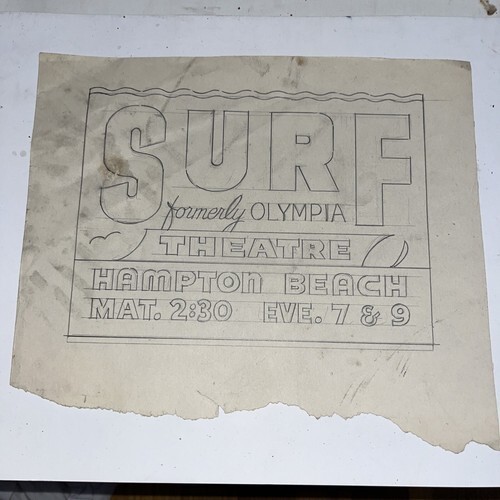 SURF
formerly OLYMPIA
THEATRE
HAMPTON BEACH
MAT. 2:30 EVE. 7 & 9